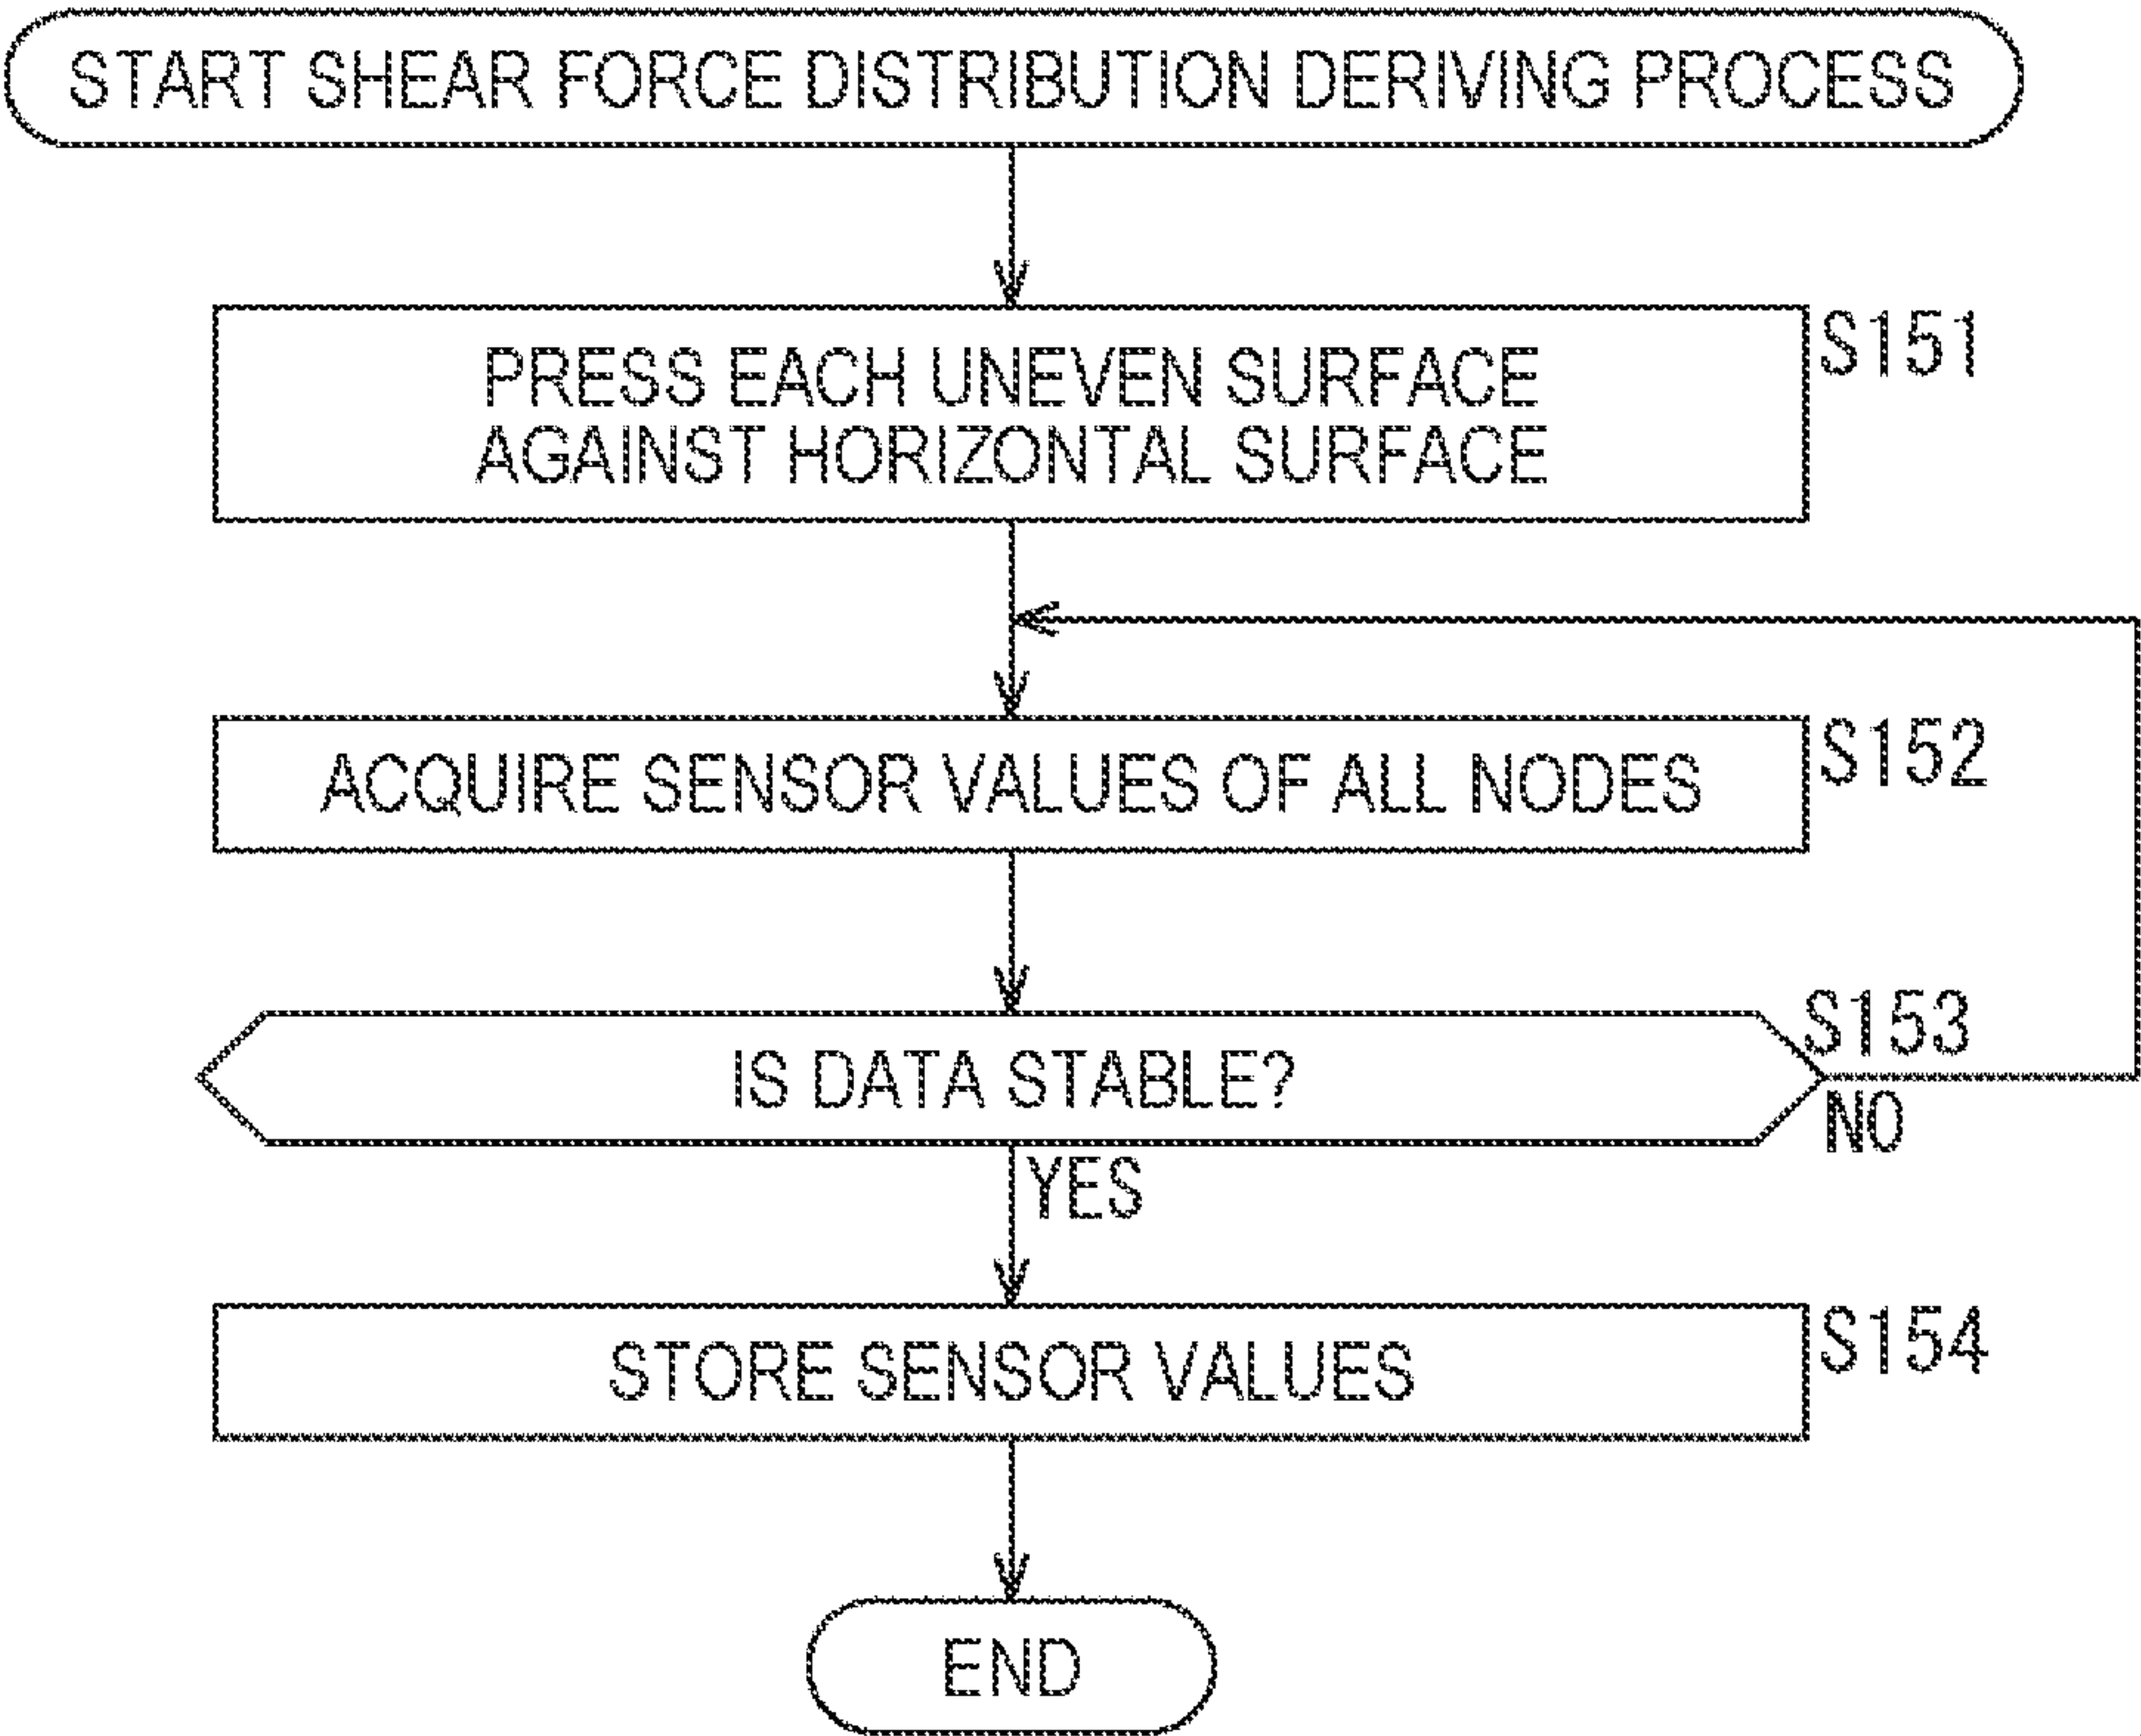 START SHEAR FORCE DISTRIBUTION DERIVING PROCESS
PRESS EACH UNEVEN SURFACE
AGAINST HORIZONTAL SURFACE
S151
ACQUIRE SENSOR VALUES OF ALL NODES
S152
IS DATA STABLE?
S153
NO
YES
STORE SENSOR VALUES
S154
END